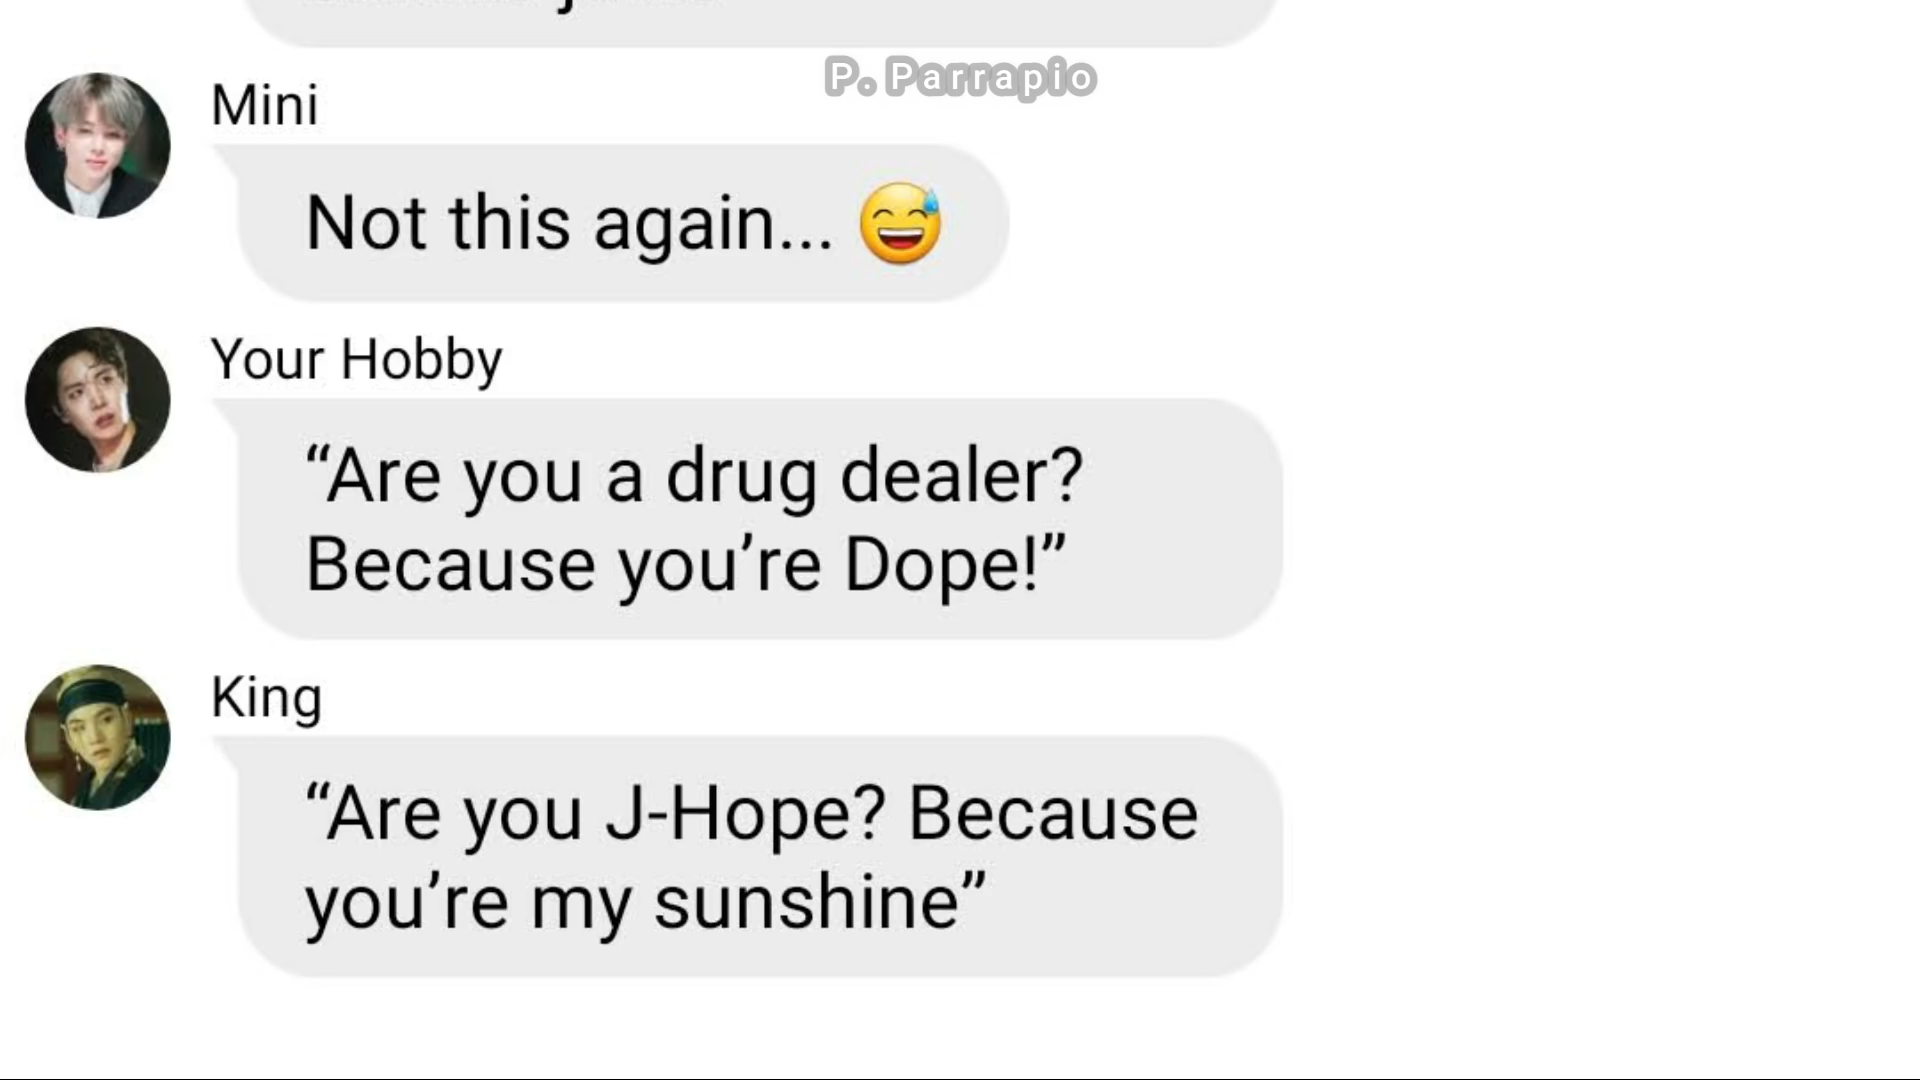 P. Parrapio
Mini
Not this again... 😅
Your Hobby
“Are you a drug dealer?
Because you’re Dope!”
King
“Are you J-Hope? Because
you’re my sunshine”